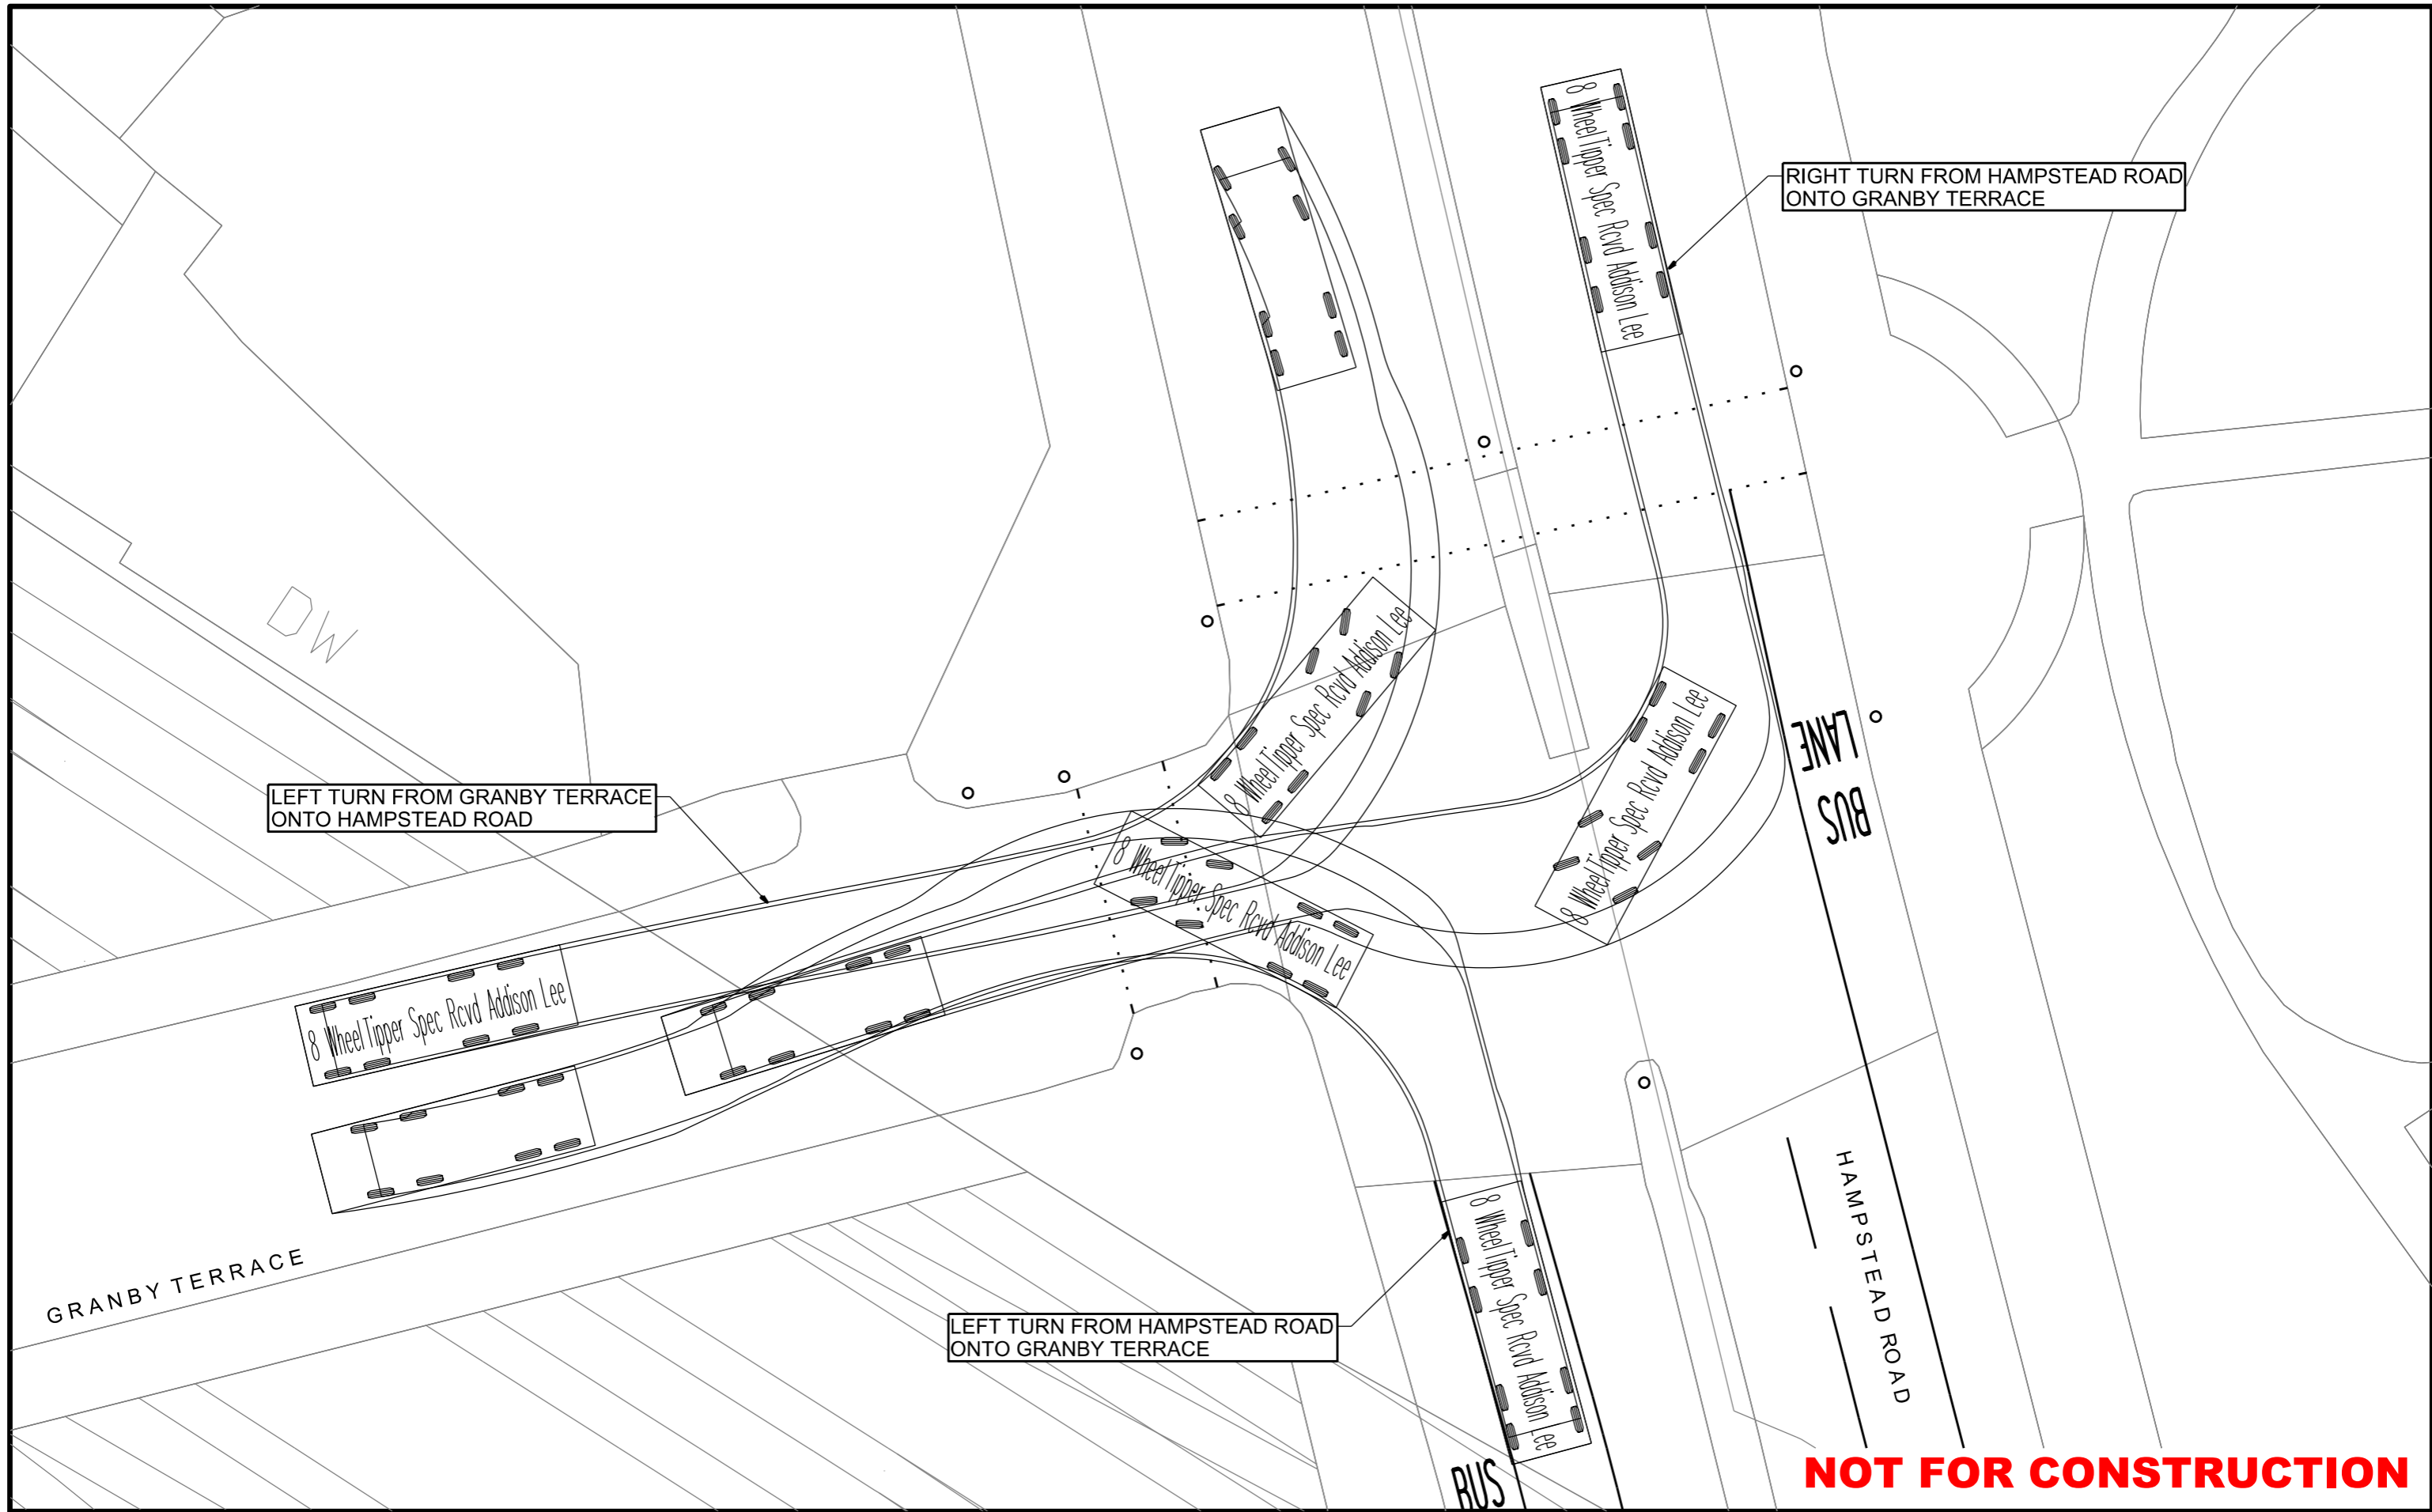 8 Wheel Tipper Spec Rcvd Addison Lee
RIGHT TURN FROM HAMPSTEAD ROAD
ONTO GRANBY TERRACE
DW
8 Wheel Tipper Spec Rcvd Addison Lee
8 Wheel Tipper Spec Rcvd Addison Lee
BUS
LANE
LEFT TURN FROM GRANBY TERRACE
ONTO HAMPSTEAD ROAD
8 Wheel Tipper Spec Rcvd Addison Lee
8 Wheel Tipper Spec Rcvd Addison Lee
GRANBY TERRACE
HAMPSTEAD ROAD
LEFT TURN FROM HAMPSTEAD ROAD
ONTO GRANBY TERRACE
8 Wheel Tipper Spec Rcvd Addison Lee
BUS
NOT FOR CONSTRUCTION